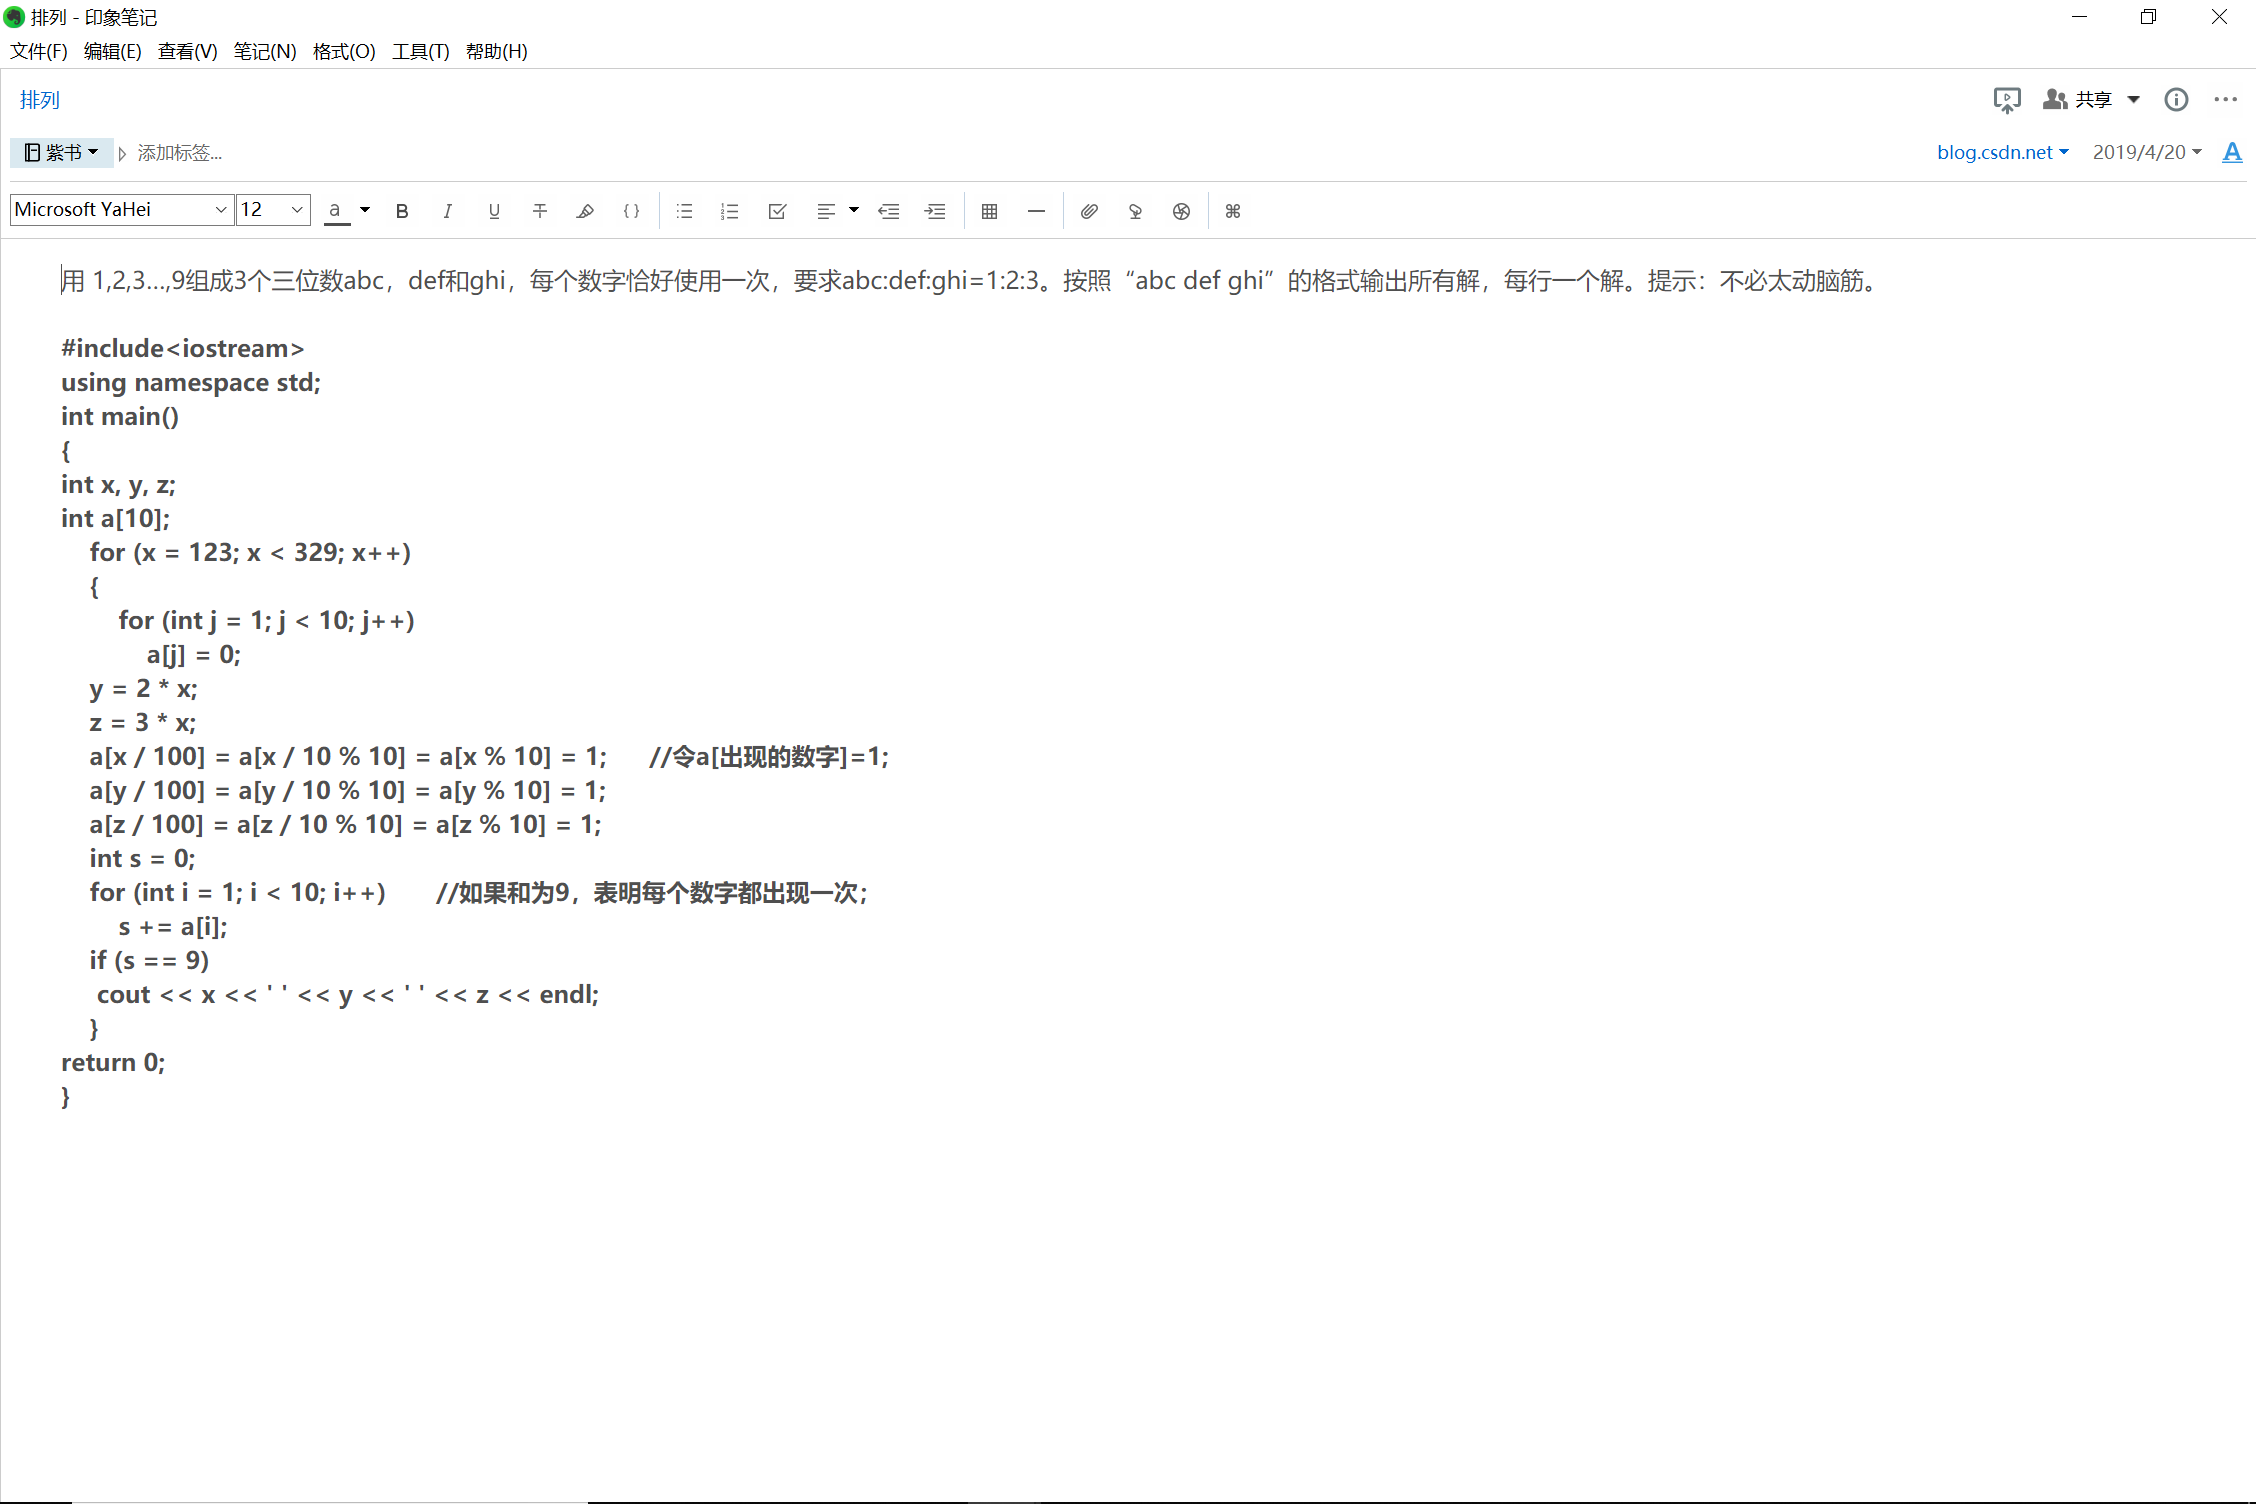 排列 - 印象笔记
文件(F) 编辑(E) 查看(V) 笔记(N) 格式(O) 工具(T) 帮助(H)
排列
共享
紫书 添加标签...
blog.csdn.net 2019/4/20 A
Microsoft YaHei 12 a B I U T {}
用 1,2,3...,9组成3个三位数abc，def和ghi，每个数字恰好使用一次，要求abc:def:ghi=1:2:3。按照“abc def ghi”的格式输出所有解，每行一个解。提示：不必太动脑筋。
#include<iostream>
using namespace std;
int main()
{
int x, y, z;
int a[10];
for (x = 123; x < 329; x++)
{
for (int j = 1; j < 10; j++)
a[j] = 0;
y = 2 * x;
z = 3 * x;
a[x / 100] = a[x / 10 % 10] = a[x % 10] = 1; //令a[出现的数字]=1;
a[y / 100] = a[y / 10 % 10] = a[y % 10] = 1;
a[z / 100] = a[z / 10 % 10] = a[z % 10] = 1;
int s = 0;
for (int i = 1; i < 10; i++) //如果和为9，表明每个数字都出现一次；
s += a[i];
if (s == 9)
cout << x << ' ' << y << ' ' << z << endl;
}
return 0;
}